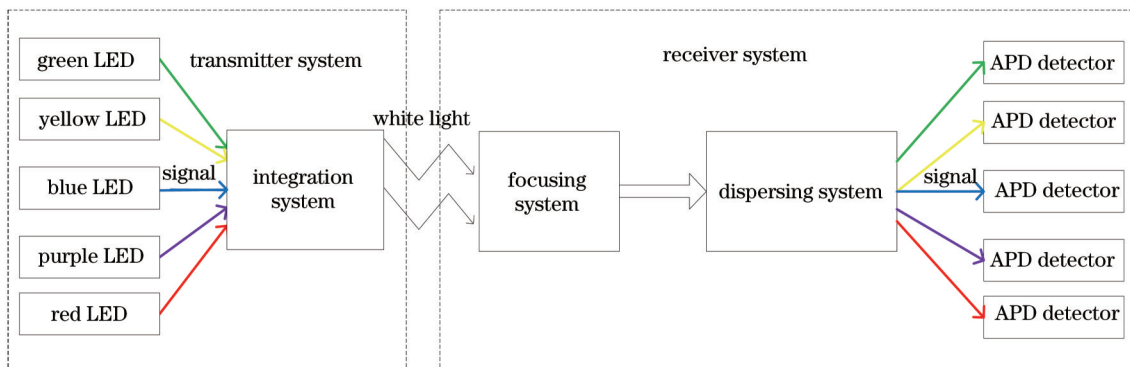 green LED
yellow LED
blue LED
purple LED
red LED
transmitter system
signal
integration
system
white light
receiver system
focusing
system
dispersing system
signal
APD detector
APD detector
APD detector
APD detector
APD detector